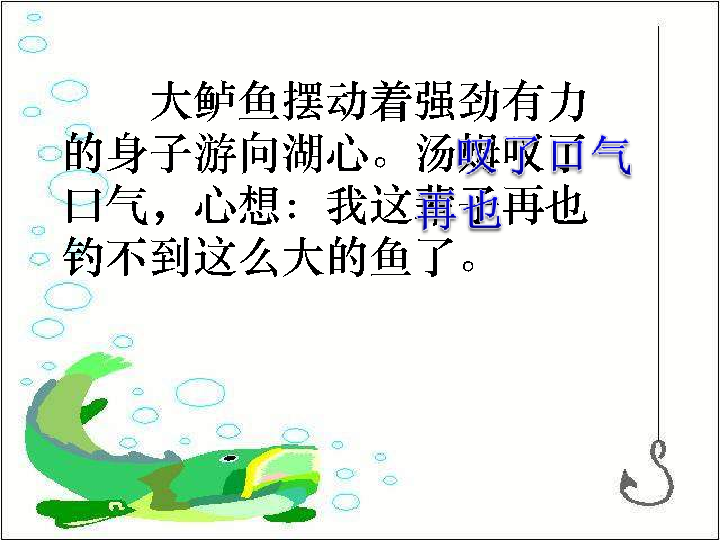 大鲈鱼摆动着强劲有力
的身子游向湖心。汤姆叹了
口气，心想：我这辈子再也
钓不到这么大的鱼了。
叹了口气
再也